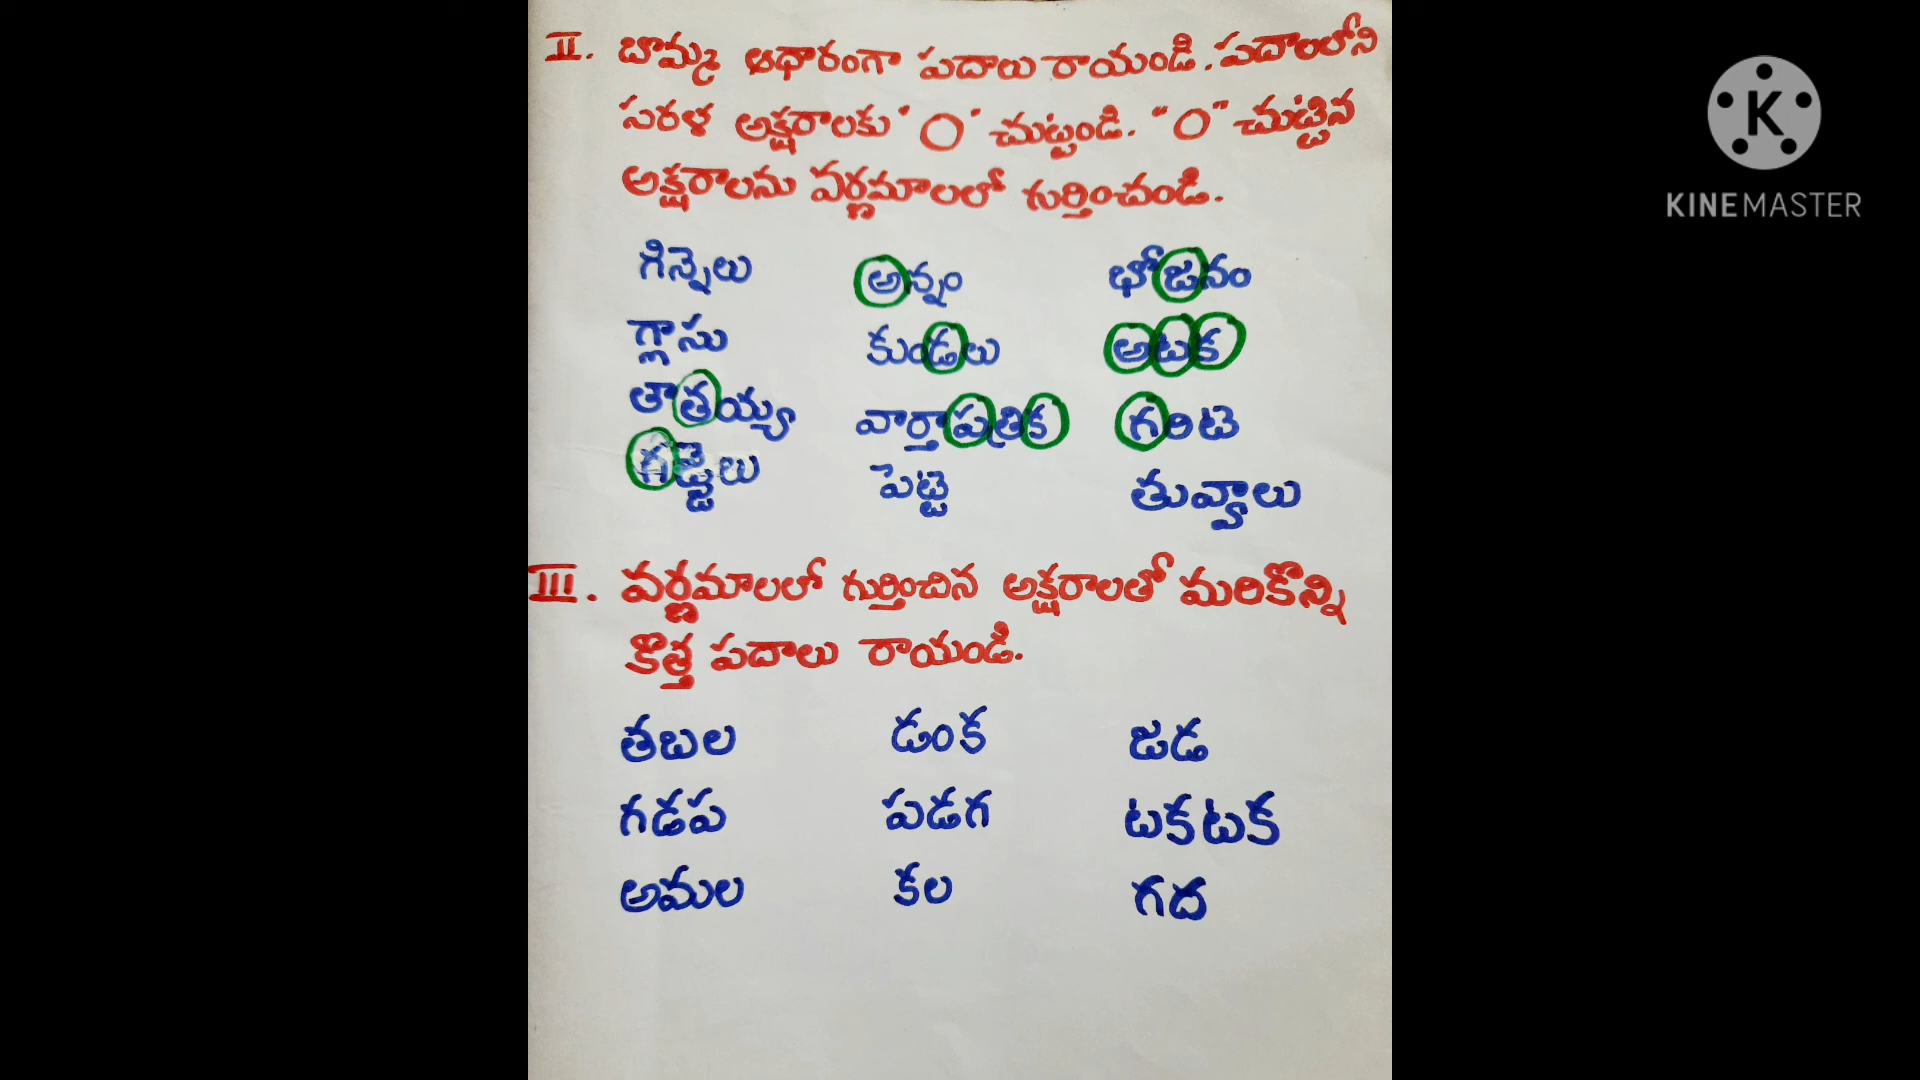 II. బొమ్మ ఆధారంగా పదాలు రాయండి. పదాలలోని
సరళ అక్షరాలకు ' O ' చుట్టండి. "O" చుట్టిన
అక్షరాలను వర్ణమాలలో గుర్తించండి.
గిన్నెలు అన్నం భోజనం
గ్లాసు కుండలు అటక
తాతయ్య వార్తాపత్రిక గరిటె
గజ్జెలు పెట్టె తువ్వాలు
III. వర్ణమాలలో గుర్తించిన అక్షరాలతో మరికొన్ని
కొత్త పదాలు రాయండి.
తబల డంక జడ
గడప పడగ టకటక
అమల కల గద
K
KINEMASTER